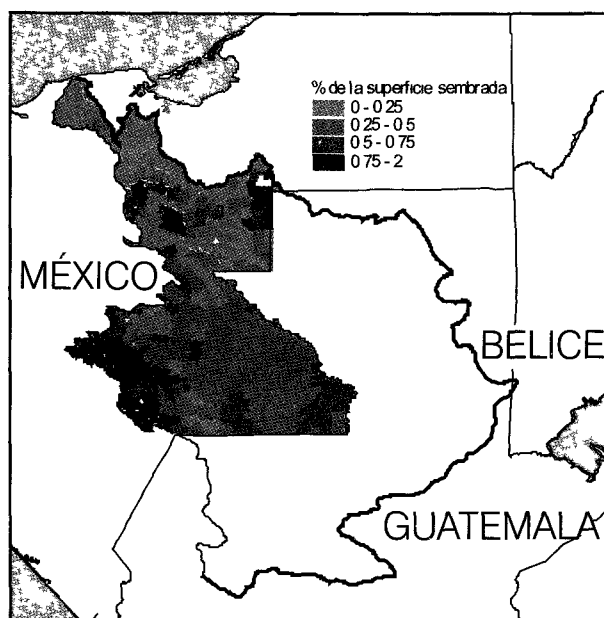 % de la superficie sembrada
0 - 0 25
0 25 - 0 5
0 5 - 0 75
0 75 - 2
MÉXICO
BELICE
GUATEMALA